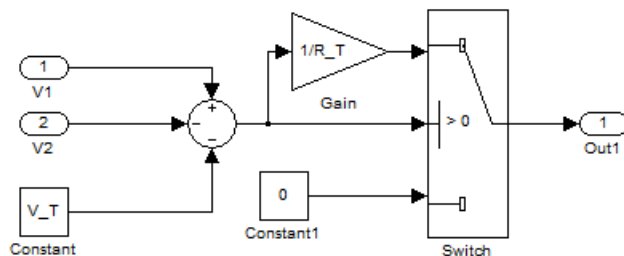 1/R_T
Gain
1
V1
2
V2
+
−
−
> 0
1
Out1
V_T
Constant
0
Constant1
Switch